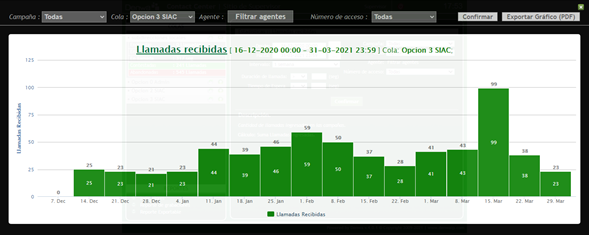 Campaña : Todas Cola : Opcion 3 SIAC Agente : Filtrar agentes Número de acceso : Todas Confirmar Exportar Gráfico (PDF)
Llamadas recibidas [ 16-12-2020 00:00 - 31-03-2021 23:59 ] Cola: Opcion 3 SIAC;
Llamadas Recibidas
125
100
75
50
25
0
0 25 23 21 23 44 39 46 59 50 37 28 41 43 99 38 23
25 23 21 23 44 39 46 59 50 37 28 41 43 99 38 23
7. Dec 14. Dec 21. Dec 28. Dec 4. Jan 11. Jan 18. Jan 25. Jan 1. Feb 8. Feb 15. Feb 22. Feb 1. Mar 8. Mar 15. Mar 22. Mar 29. Mar
Llamadas Recibidas